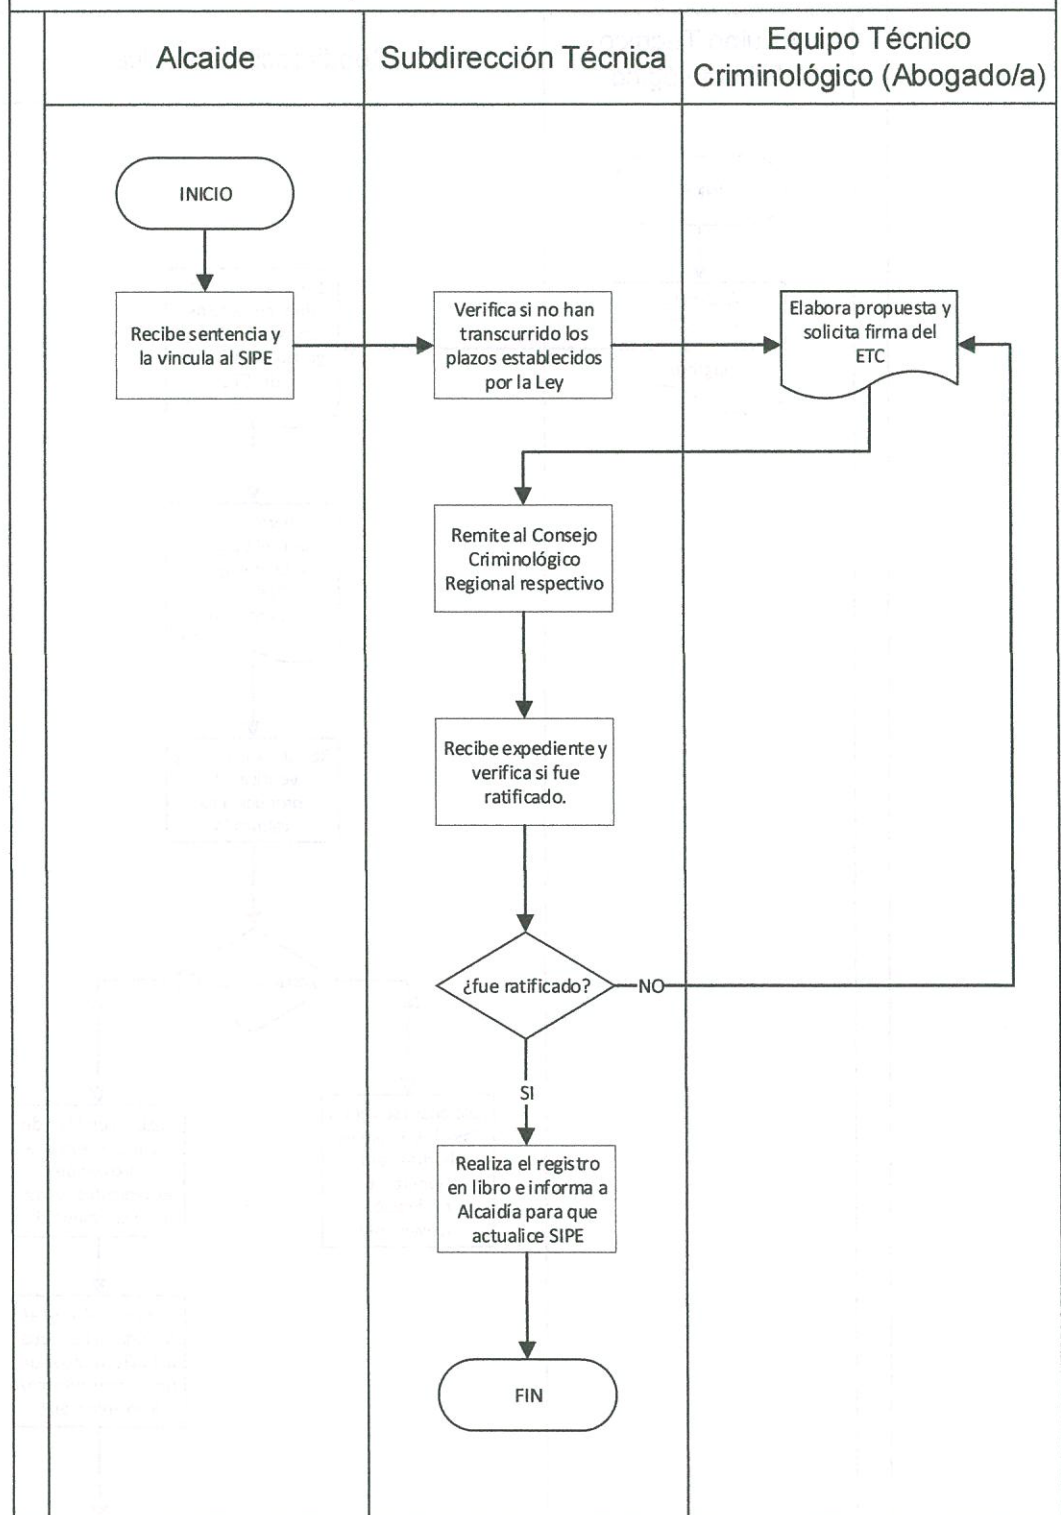 Alcaide
Subdirección Técnica
Equipo Técnico
Criminológico (Abogado/a)
INICIO
Recibe sentencia y
la vincula al SIPE
Verifica si no han
transcurrido los
plazos establecidos
por la Ley
Elabora propuesta y
solicita firma del
ETC
Remite al Consejo
Criminológico
Regional respectivo
Recibe expediente y
verifica si fue
ratificado.
¿fue ratificado?
NO
SI
Realiza el registro
en libro e informa a
Alcaidía para que
actualice SIPE
FIN